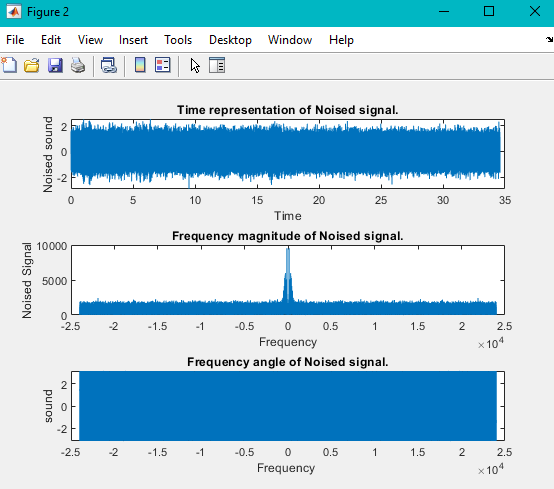 Figure 2
File Edit View Insert Tools Desktop Window Help
Time representation of Noised signal.
Noised sound
2
0
-2
0 5 10 15 20 25 30 35
Time
Frequency magnitude of Noised signal.
Noised Signal
10000
5000
0
-2.5 -2 -1.5 -1 -0.5 0 0.5 1 1.5 2 2.5
Frequency
×10^4
Frequency angle of Noised signal.
sound
2
0
-2
-2.5 -2 -1.5 -1 -0.5 0 0.5 1 1.5 2 2.5
Frequency
×10^4